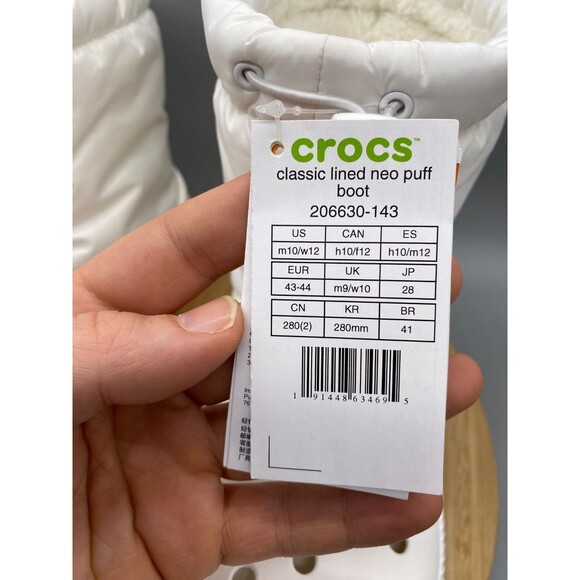 crocs™
classic lined neo puff
boot
206630-143
US CAN ES
m10/w12 h10/f12 h10/m12
EUR UK JP
43-44 m9/w10 28
CN KR BR
280(2) 280mm 41
1 91448 63469 5